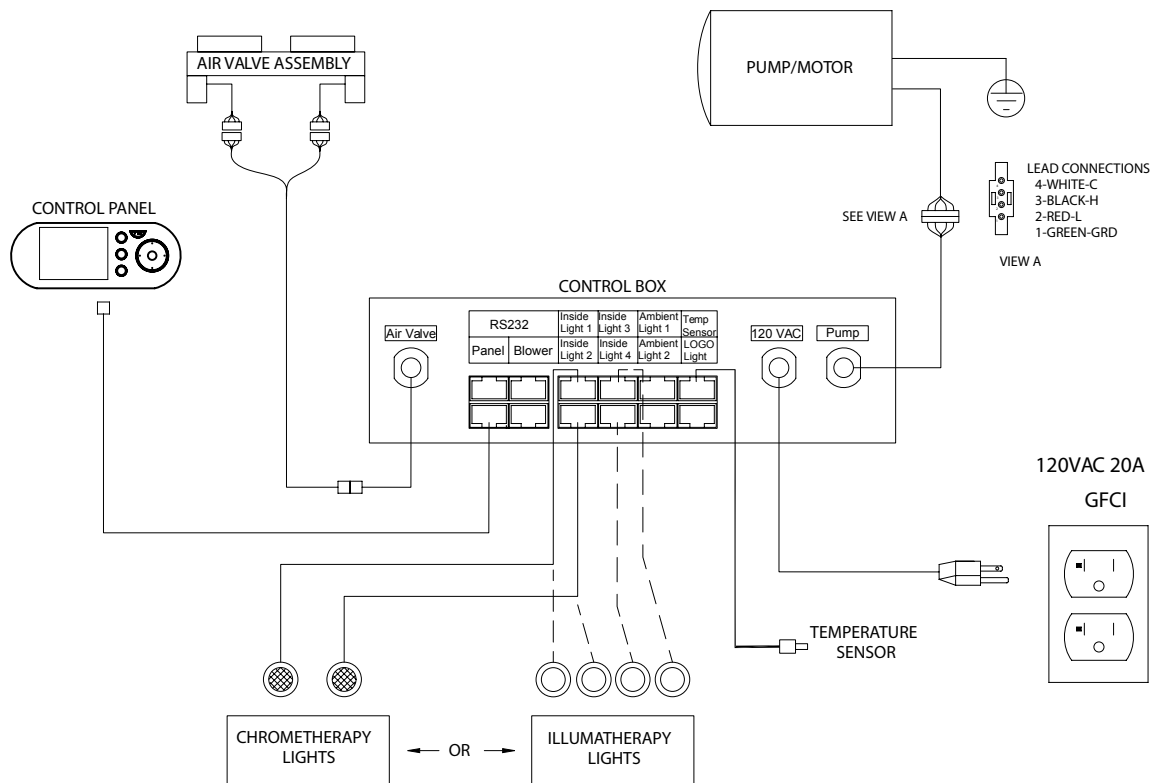 AIR VALVE ASSEMBLY
PUMP/MOTOR
LEAD CONNECTIONS
4-WHITE-C
3-BLACK-H
2-RED-L
1-GREEN-GRD
SEE VIEW A
VIEW A
CONTROL PANEL
CONTROL BOX
Air Valve
RS232
Panel
Blower
Inside
Light 1
Inside
Light 3
Ambient
Light 1
Temp
Sensor
Inside
Light 2
Inside
Light 4
Ambient
Light 2
LOGO
Light
120 VAC
Pump
120VAC 20A
GFCI
TEMPERATURE
SENSOR
CHROMETHERAPY
LIGHTS
OR
ILLUMATHERAPY
LIGHTS